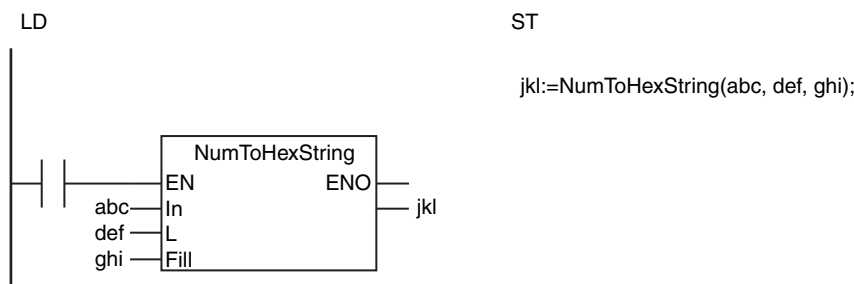 LD
ST
jkl:=NumToHexString(abc, def, ghi);
NumToHexString
EN ENO
abc In jkl
def L
ghi Fill